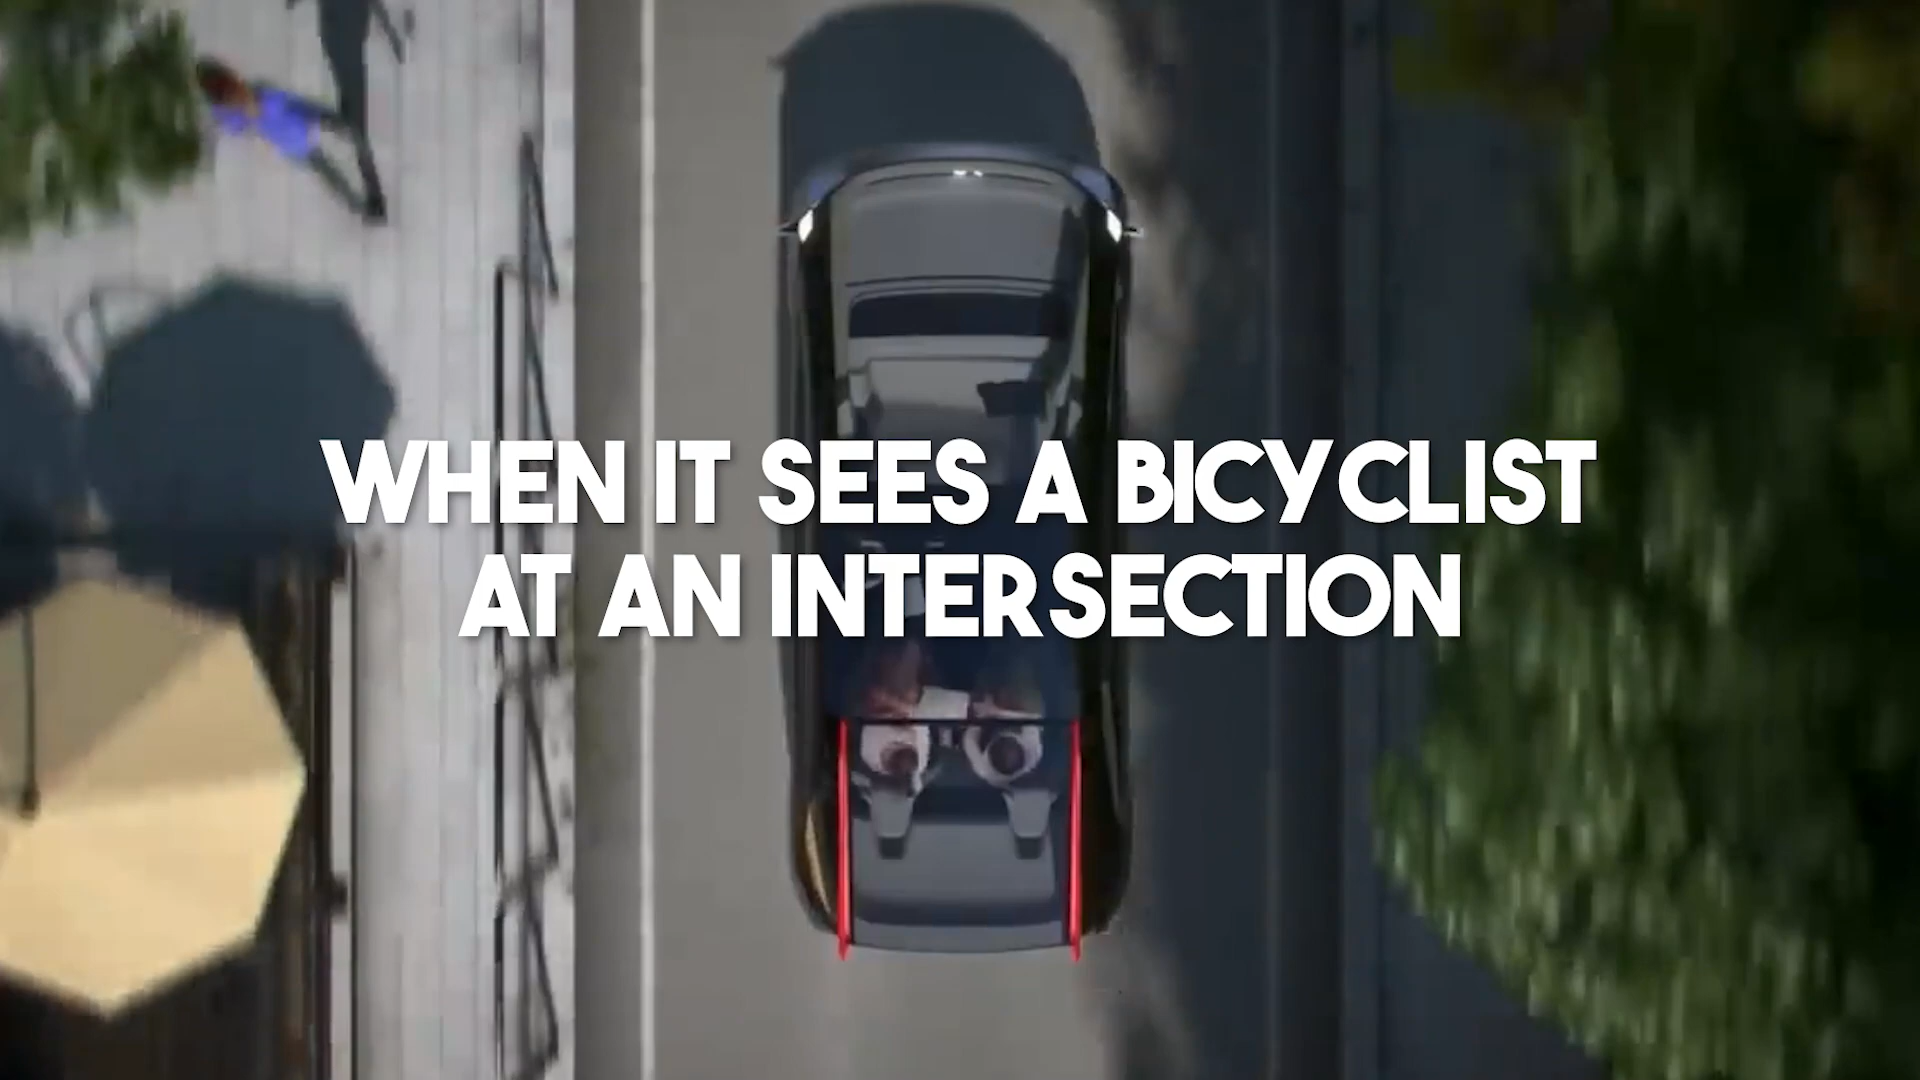 WHEN IT SEES A BICYCLIST
AT AN INTERSECTION